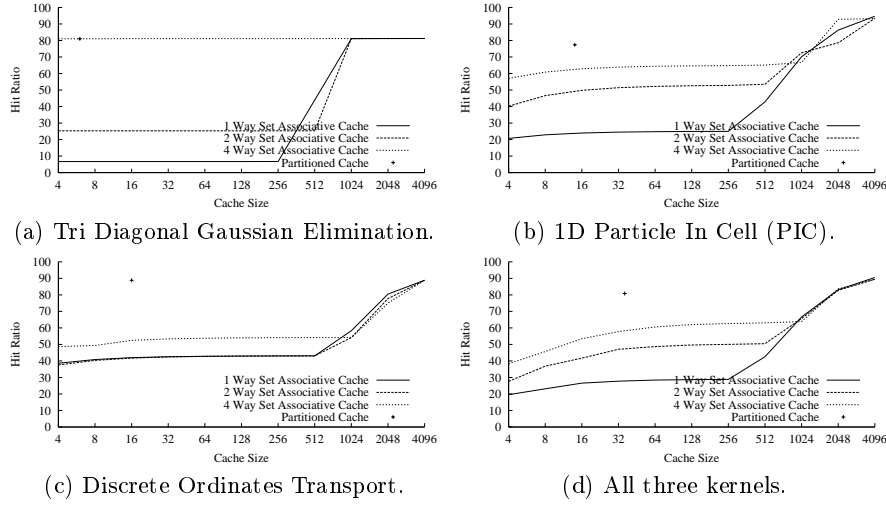 100
90
80
70
60
50
40
30
20
10
0
Hit Ratio
1 Way Set Associative Cache
2 Way Set Associative Cache
4 Way Set Associative Cache
Partitioned Cache
4 8 16 32 64 128 256 512 1024 2048 4096
Cache Size
(a) Tri Diagonal Gaussian Elimination.
100
90
80
70
60
50
40
30
20
10
0
Hit Ratio
1 Way Set Associative Cache
2 Way Set Associative Cache
4 Way Set Associative Cache
Partitioned Cache
4 8 16 32 64 128 256 512 1024 2048 4096
Cache Size
(b) 1D Particle In Cell (PIC).
100
90
80
70
60
50
40
30
20
10
0
Hit Ratio
1 Way Set Associative Cache
2 Way Set Associative Cache
4 Way Set Associative Cache
Partitioned Cache
4 8 16 32 64 128 256 512 1024 2048 4096
Cache Size
(c) Discrete Ordinates Transport.
100
90
80
70
60
50
40
30
20
10
0
Hit Ratio
1 Way Set Associative Cache
2 Way Set Associative Cache
4 Way Set Associative Cache
Partitioned Cache
4 8 16 32 64 128 256 512 1024 2048 4096
Cache Size
(d) All three kernels.